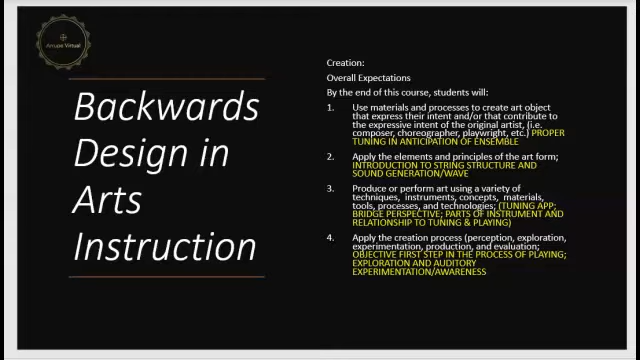 Arrupe Virtual
Backwards
Design in
Arts
Instruction
Creation:
Overall Expectations
By the end of this course, students will:
1. Use materials and processes to create art object
that express their intent and/or that contribute to
the expressive intent of the original artist, (i.e.
composer, choreographer, playwright, etc.) PROPER
TUNING IN ANTICIPATION OF ENSEMBLE
2. Apply the elements and principles of the art form;
INTRODUCTION TO STRING STRUCTURE AND
SOUND GENERATION/WAVE
3. Produce or perform art using a variety of
techniques, instruments, concepts, materials,
tools, processes, and technologies; (TUNING APP;
BRIDGE PERSPECTIVE; PARTS OF INSTRUMENT AND
RELATIONSHIP TO TUNING & PLAYING)
4. Apply the creation process (perception, exploration,
experimentation, production, and evaluation;
OBJECTIVE FIRST STEP IN THE PROCESS OF PLAYING;
EXPLORATION AND AUDITORY
EXPERIMENTATION/AWARENESS